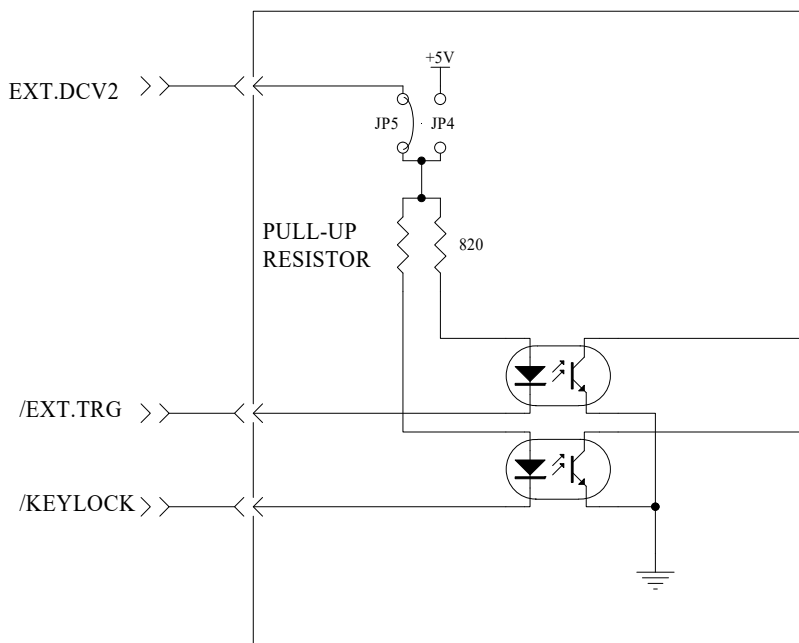 +5V
EXT.DCV2
JP5
JP4
PULL-UP
RESISTOR
820
/EXT.TRG
/KEYLOCK